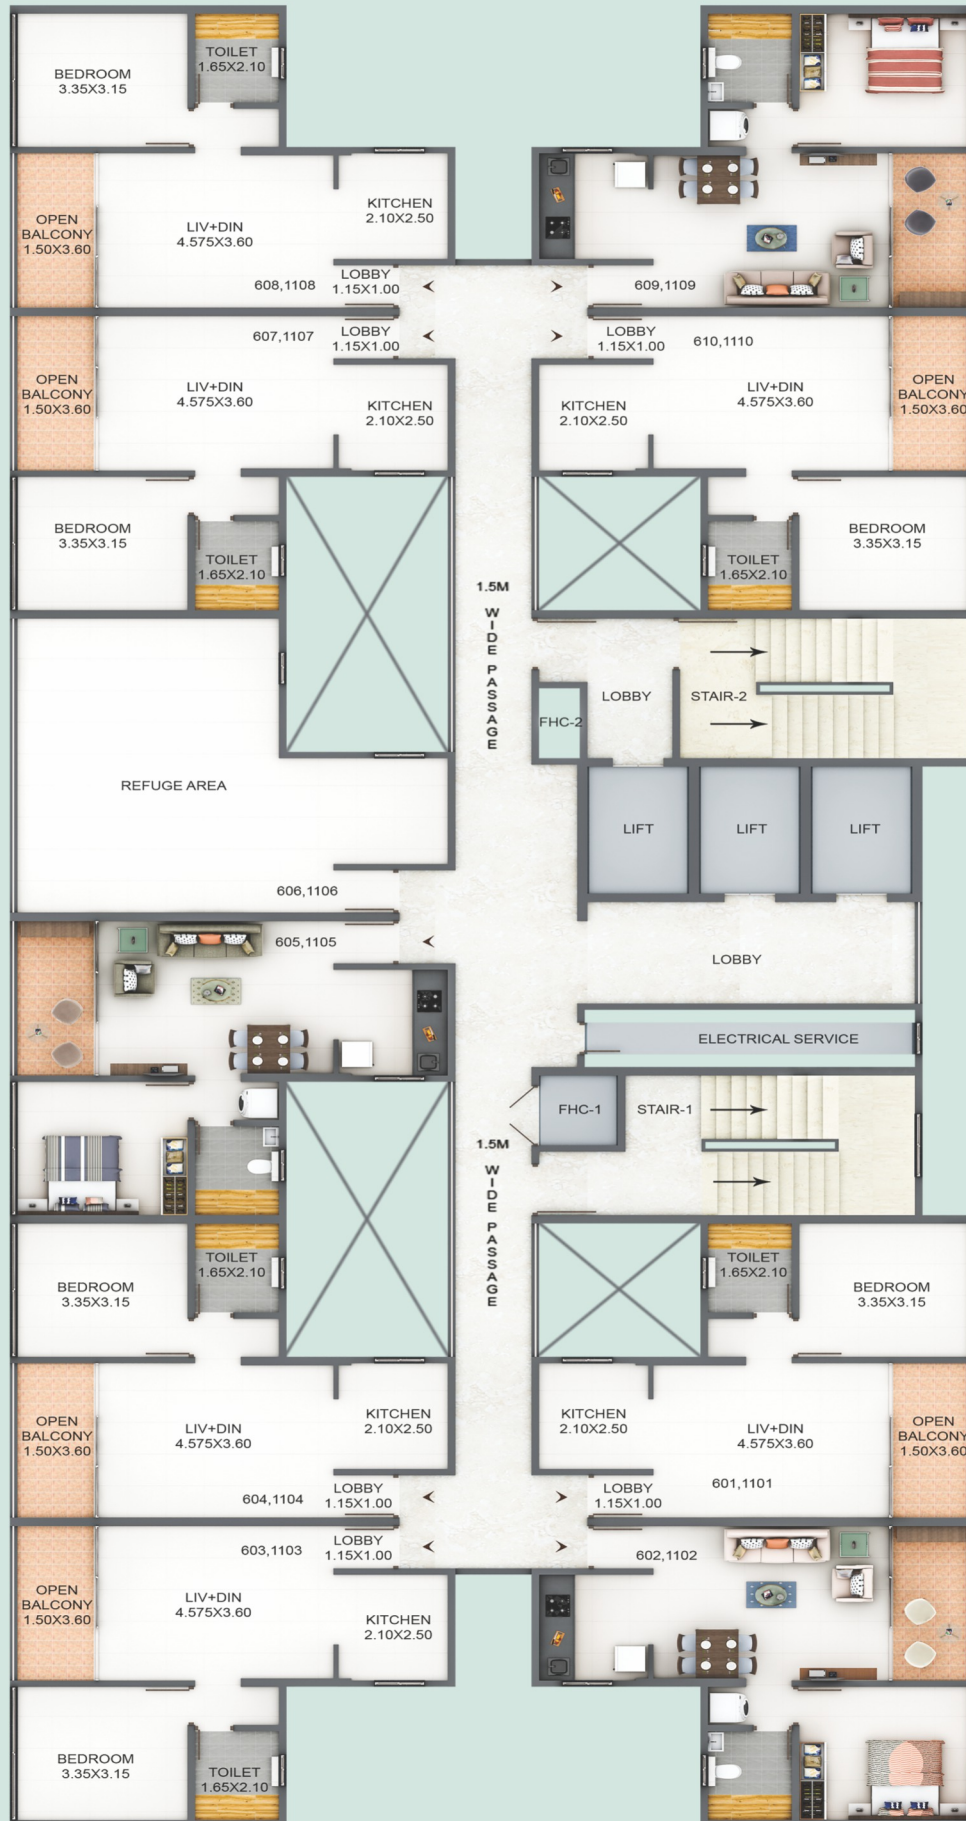 BEDROOM
3.35X3.15
TOILET
1.65X2.10
OPEN
BALCONY
1.50X3.60
LIV+DIN
4.575X3.60
KITCHEN
2.10X2.50
608,1108
LOBBY
1.15X1.00
609,1109
607,1107
LOBBY
1.15X1.00
LOBBY
1.15X1.00
610,1110
OPEN
BALCONY
1.50X3.60
LIV+DIN
4.575X3.60
KITCHEN
2.10X2.50
KITCHEN
2.10X2.50
LIV+DIN
4.575X3.60
OPEN
BALCONY
1.50X3.60
BEDROOM
3.35X3.15
TOILET
1.65X2.10
TOILET
1.65X2.10
BEDROOM
3.35X3.15
1.5M
WIDE PASSAGE
LOBBY
STAIR-2
FHC-2
REFUGE AREA
LIFT
LIFT
LIFT
606,1106
605,1105
LOBBY
ELECTRICAL SERVICE
FHC-1
STAIR-1
1.5M
WIDE PASSAGE
BEDROOM
3.35X3.15
TOILET
1.65X2.10
TOILET
1.65X2.10
BEDROOM
3.35X3.15
OPEN
BALCONY
1.50X3.60
LIV+DIN
4.575X3.60
KITCHEN
2.10X2.50
KITCHEN
2.10X2.50
LIV+DIN
4.575X3.60
OPEN
BALCONY
1.50X3.60
604,1104
LOBBY
1.15X1.00
LOBBY
1.15X1.00
601,1101
603,1103
LOBBY
1.15X1.00
602,1102
OPEN
BALCONY
1.50X3.60
LIV+DIN
4.575X3.60
KITCHEN
2.10X2.50
BEDROOM
3.35X3.15
TOILET
1.65X2.10